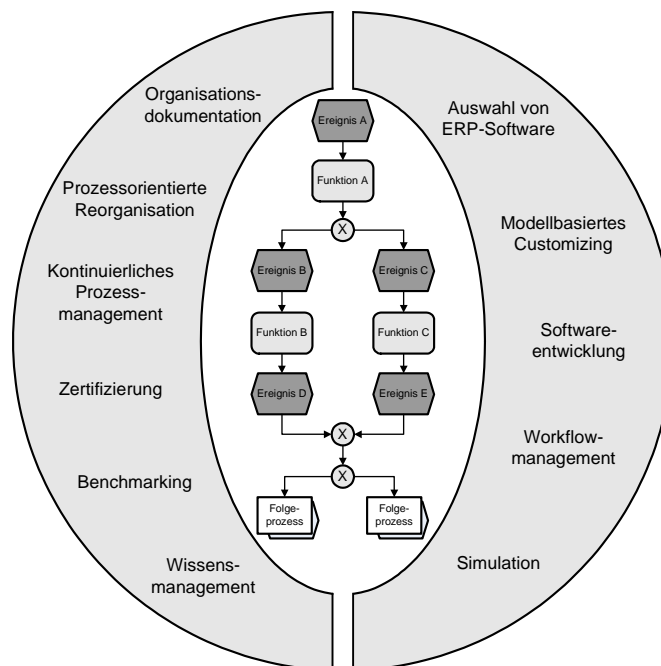 Organisations-
dokumentation
Prozessorientierte
Reorganisation
Kontinuierliches
Prozess-
management
Zertifizierung
Benchmarking
Wissens-
management
Ereignis A
Funktion A
X
Ereignis B
Ereignis C
Funktion B
Funktion C
Ereignis D
Ereignis E
X
X
Folge-
prozess
Folge-
prozess
Auswahl von
ERP-Software
Modellbasiertes
Customizing
Software-
entwicklung
Workflow-
management
Simulation